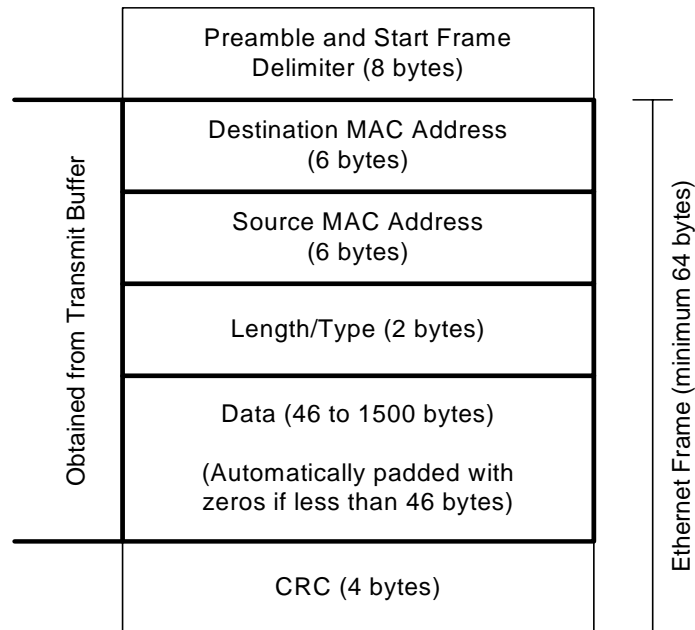 Preamble and Start Frame
Delimiter (8 bytes)
Destination MAC Address
(6 bytes)
Source MAC Address
(6 bytes)
Length/Type (2 bytes)
Data (46 to 1500 bytes)
(Automatically padded with
zeros if less than 46 bytes)
CRC (4 bytes)
Obtained from Transmit Buffer
Ethernet Frame (minimum 64 bytes)